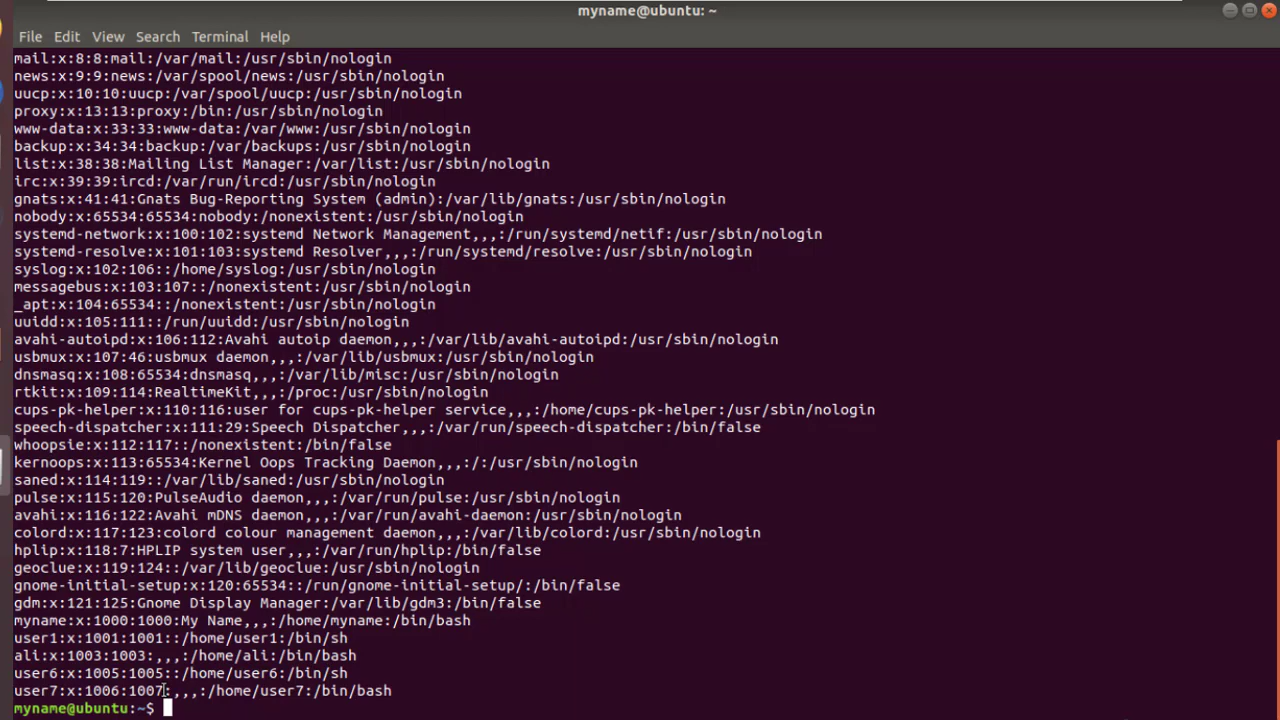 myname@ubuntu: ~
File Edit View Search Terminal Help
mail:x:8:8:mail:/var/mail:/usr/sbin/nologin
news:x:9:9:news:/var/spool/news:/usr/sbin/nologin
uucp:x:10:10:uucp:/var/spool/uucp:/usr/sbin/nologin
proxy:x:13:13:proxy:/bin:/usr/sbin/nologin
www-data:x:33:33:www-data:/var/www:/usr/sbin/nologin
backup:x:34:34:backup:/var/backups:/usr/sbin/nologin
list:x:38:38:Mailing List Manager:/var/list:/usr/sbin/nologin
irc:x:39:39:ircd:/var/run/ircd:/usr/sbin/nologin
gnats:x:41:41:Gnats Bug-Reporting System (admin):/var/lib/gnats:/usr/sbin/nologin
nobody:x:65534:65534:nobody:/nonexistent:/usr/sbin/nologin
systemd-network:x:100:102:systemd Network Management,,,:/run/systemd/netif:/usr/sbin/nologin
systemd-resolve:x:101:103:systemd Resolver,,,:/run/systemd/resolve:/usr/sbin/nologin
syslog:x:102:106::/home/syslog:/usr/sbin/nologin
messagebus:x:103:107::/nonexistent:/usr/sbin/nologin
_apt:x:104:65534::/nonexistent:/usr/sbin/nologin
uuidd:x:105:111::/run/uuidd:/usr/sbin/nologin
avahi-autoipd:x:106:112:Avahi autoip daemon,,,:/var/lib/avahi-autoipd:/usr/sbin/nologin
usbmux:x:107:46:usbmux daemon,,,:/var/lib/usbmux:/usr/sbin/nologin
dnsmasq:x:108:65534:dnsmasq,,,:/var/lib/misc:/usr/sbin/nologin
rtkit:x:109:114:RealtimeKit,,,:/proc:/usr/sbin/nologin
cups-pk-helper:x:110:116:user for cups-pk-helper service,,,:/home/cups-pk-helper:/usr/sbin/nologin
speech-dispatcher:x:111:29:Speech Dispatcher,,,:/var/run/speech-dispatcher:/bin/false
whoopsie:x:112:117::/nonexistent:/bin/false
kernoops:x:113:65534:Kernel Oops Tracking Daemon,,,:/:/usr/sbin/nologin
saned:x:114:119::/var/lib/saned:/usr/sbin/nologin
pulse:x:115:120:PulseAudio daemon,,,:/var/run/pulse:/usr/sbin/nologin
avahi:x:116:122:Avahi mDNS daemon,,,:/var/run/avahi-daemon:/usr/sbin/nologin
colord:x:117:123:colord colour management daemon,,,:/var/lib/colord:/usr/sbin/nologin
hplip:x:118:7:HPLIP system user,,,:/var/run/hplip:/bin/false
geoclue:x:119:124::/var/lib/geoclue:/usr/sbin/nologin
gnome-initial-setup:x:120:65534::/run/gnome-initial-setup/:/bin/false
gdm:x:121:125:Gnome Display Manager:/var/lib/gdm3:/bin/false
myname:x:1000:1000:My Name,,,:/home/myname:/bin/bash
user1:x:1001:1001::/home/user1:/bin/sh
ali:x:1003:1003:,,,:/home/ali:/bin/bash
user6:x:1005:1005::/home/user6:/bin/sh
user7:x:1006:1007:,,,:/home/user7:/bin/bash
myname@ubuntu:~$